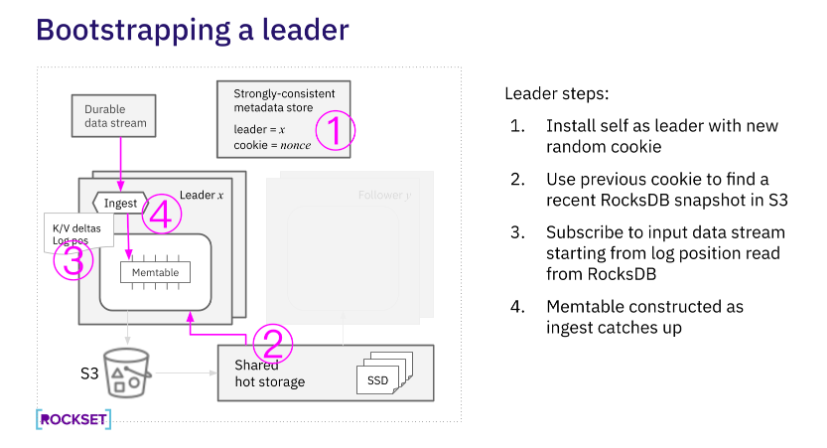 Bootstrapping a leader
Durable
data stream
Strongly-consistent
metadata store
leader = x
cookie = nonce
1
Ingest
Leader x
4
K/V deltas
Log pos
3
Memtable
Follower y
2
S3
Shared
hot storage
SSD
ROCKSET
Leader steps:
1. Install self as leader with new
random cookie
2. Use previous cookie to find a
recent RocksDB snapshot in S3
3. Subscribe to input data stream
starting from log position read
from RocksDB
4. Memtable constructed as
ingest catches up